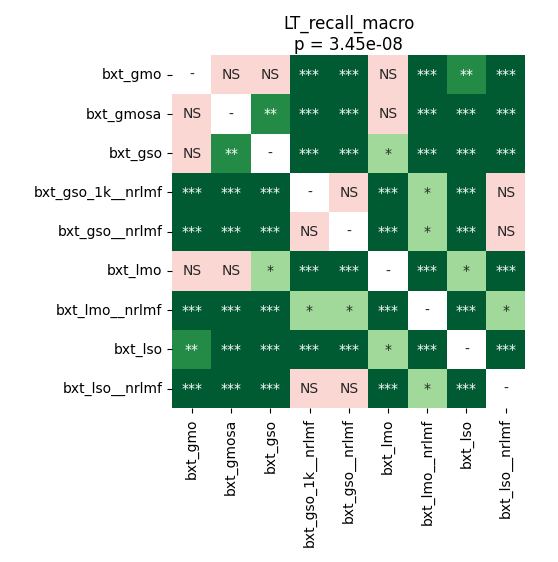 LT_recall_macro
p = 3.45e-08
bxt_gmo - NS NS *** *** NS *** ** ***
bxt_gmosa NS - ** *** *** NS *** *** ***
bxt_gso NS ** - *** *** * *** *** ***
bxt_gso_1k__nrlmf *** *** *** - NS *** * *** NS
bxt_gso__nrlmf *** *** *** NS - *** * *** NS
bxt_lmo NS NS * *** *** - *** * ***
bxt_lmo__nrlmf *** *** *** * * *** - *** *
bxt_lso ** *** *** *** *** * *** - ***
bxt_lso__nrlmf *** *** *** NS NS *** * *** -
bxt_gmo
bxt_gmosa
bxt_gso
bxt_gso_1k__nrlmf
bxt_gso__nrlmf
bxt_lmo
bxt_lmo__nrlmf
bxt_lso
bxt_lso__nrlmf